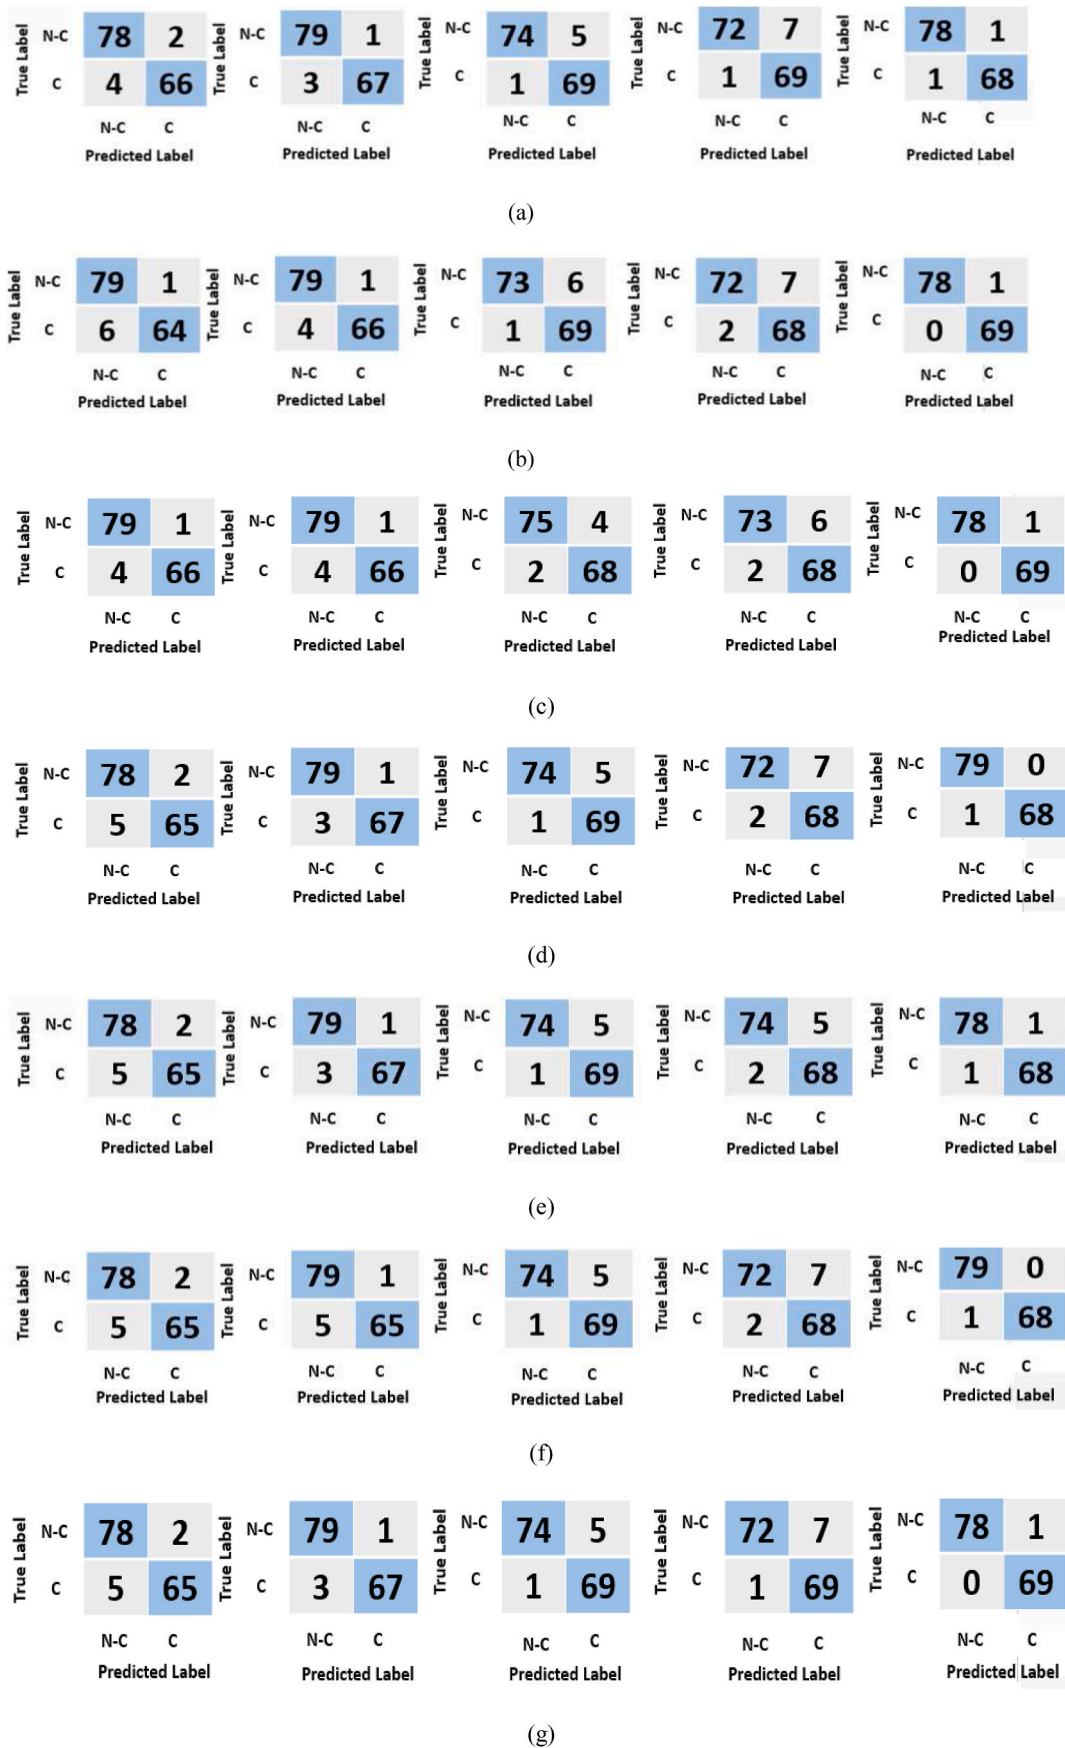 True Label N-C 78 2 True Label N-C 79 1 True Label N-C 74 5 True Label N-C 72 7 True Label N-C 78 1
C 4 66 C 3 67 C 1 69 C 1 69 C 1 68
N-C C N-C C N-C C N-C C N-C C
Predicted Label Predicted Label Predicted Label Predicted Label Predicted Label
(a)
True Label N-C 79 1 True Label N-C 79 1 True Label N-C 73 6 True Label N-C 72 7 True Label N-C 78 1
C 6 64 C 4 66 C 1 69 C 2 68 C 0 69
N-C C N-C C N-C C N-C C N-C C
Predicted Label Predicted Label Predicted Label Predicted Label Predicted Label
(b)
True Label N-C 79 1 True Label N-C 79 1 True Label N-C 75 4 True Label N-C 73 6 True Label N-C 78 1
C 4 66 C 4 66 C 2 68 C 2 68 C 0 69
N-C C N-C C N-C C N-C C N-C C
Predicted Label Predicted Label Predicted Label Predicted Label Predicted Label
(c)
True Label N-C 78 2 True Label N-C 79 1 True Label N-C 74 5 True Label N-C 72 7 True Label N-C 79 0
C 5 65 C 3 67 C 1 69 C 2 68 C 1 68
N-C C N-C C N-C C N-C C N-C C
Predicted Label Predicted Label Predicted Label Predicted Label Predicted Label
(d)
True Label N-C 78 2 True Label N-C 79 1 True Label N-C 74 5 True Label N-C 74 5 True Label N-C 78 1
C 5 65 C 3 67 C 1 69 C 2 68 C 1 68
N-C C N-C C N-C C N-C C N-C C
Predicted Label Predicted Label Predicted Label Predicted Label Predicted Label
(e)
True Label N-C 78 2 True Label N-C 79 1 True Label N-C 74 5 True Label N-C 72 7 True Label N-C 79 0
C 5 65 C 5 65 C 1 69 C 2 68 C 1 68
N-C C N-C C N-C C N-C C N-C C
Predicted Label Predicted Label Predicted Label Predicted Label Predicted Label
(f)
True Label N-C 78 2 True Label N-C 79 1 True Label N-C 74 5 True Label N-C 72 7 True Label N-C 78 1
C 5 65 C 3 67 C 1 69 C 1 69 C 0 69
N-C C N-C C N-C C N-C C N-C C
Predicted Label Predicted Label Predicted Label Predicted Label Predicted Label
(g)